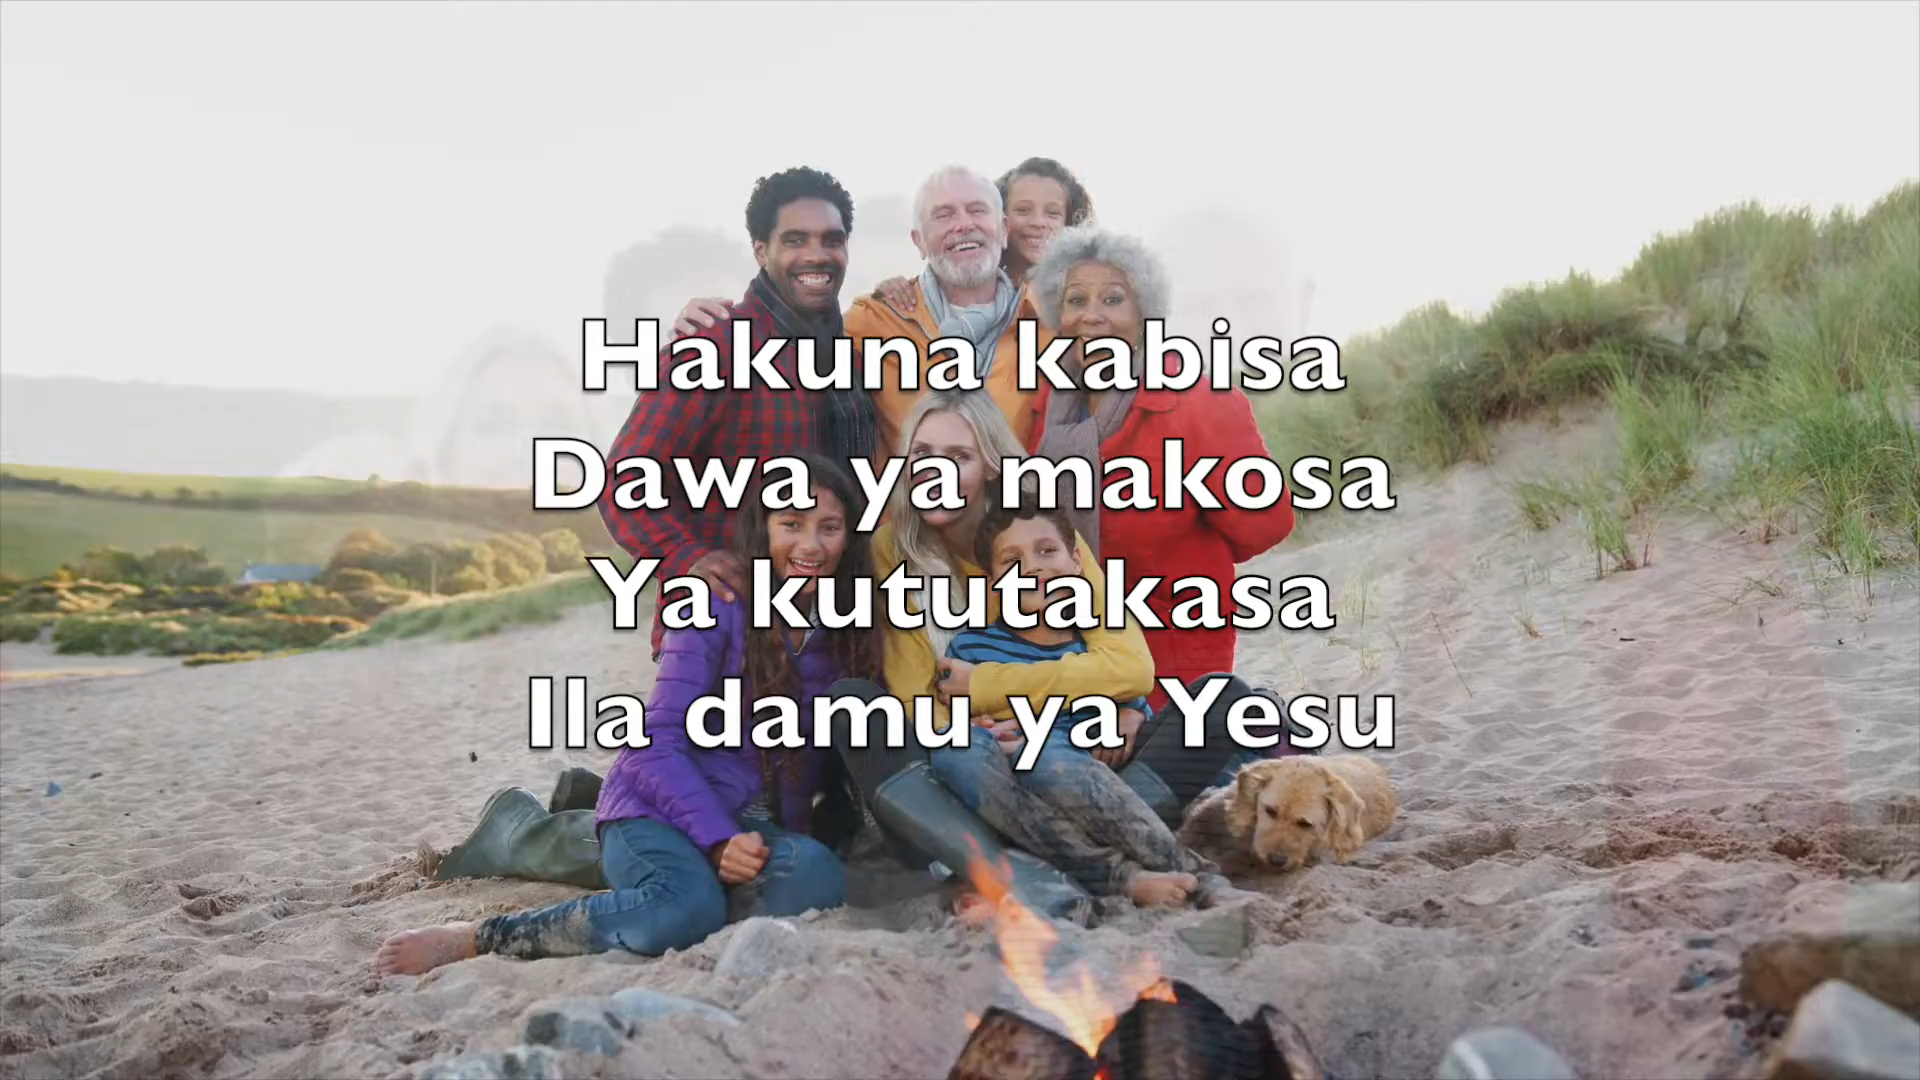 Hakuna kabisa
Dawa ya makosa
Ya kututakasa
Ila damu ya Yesu